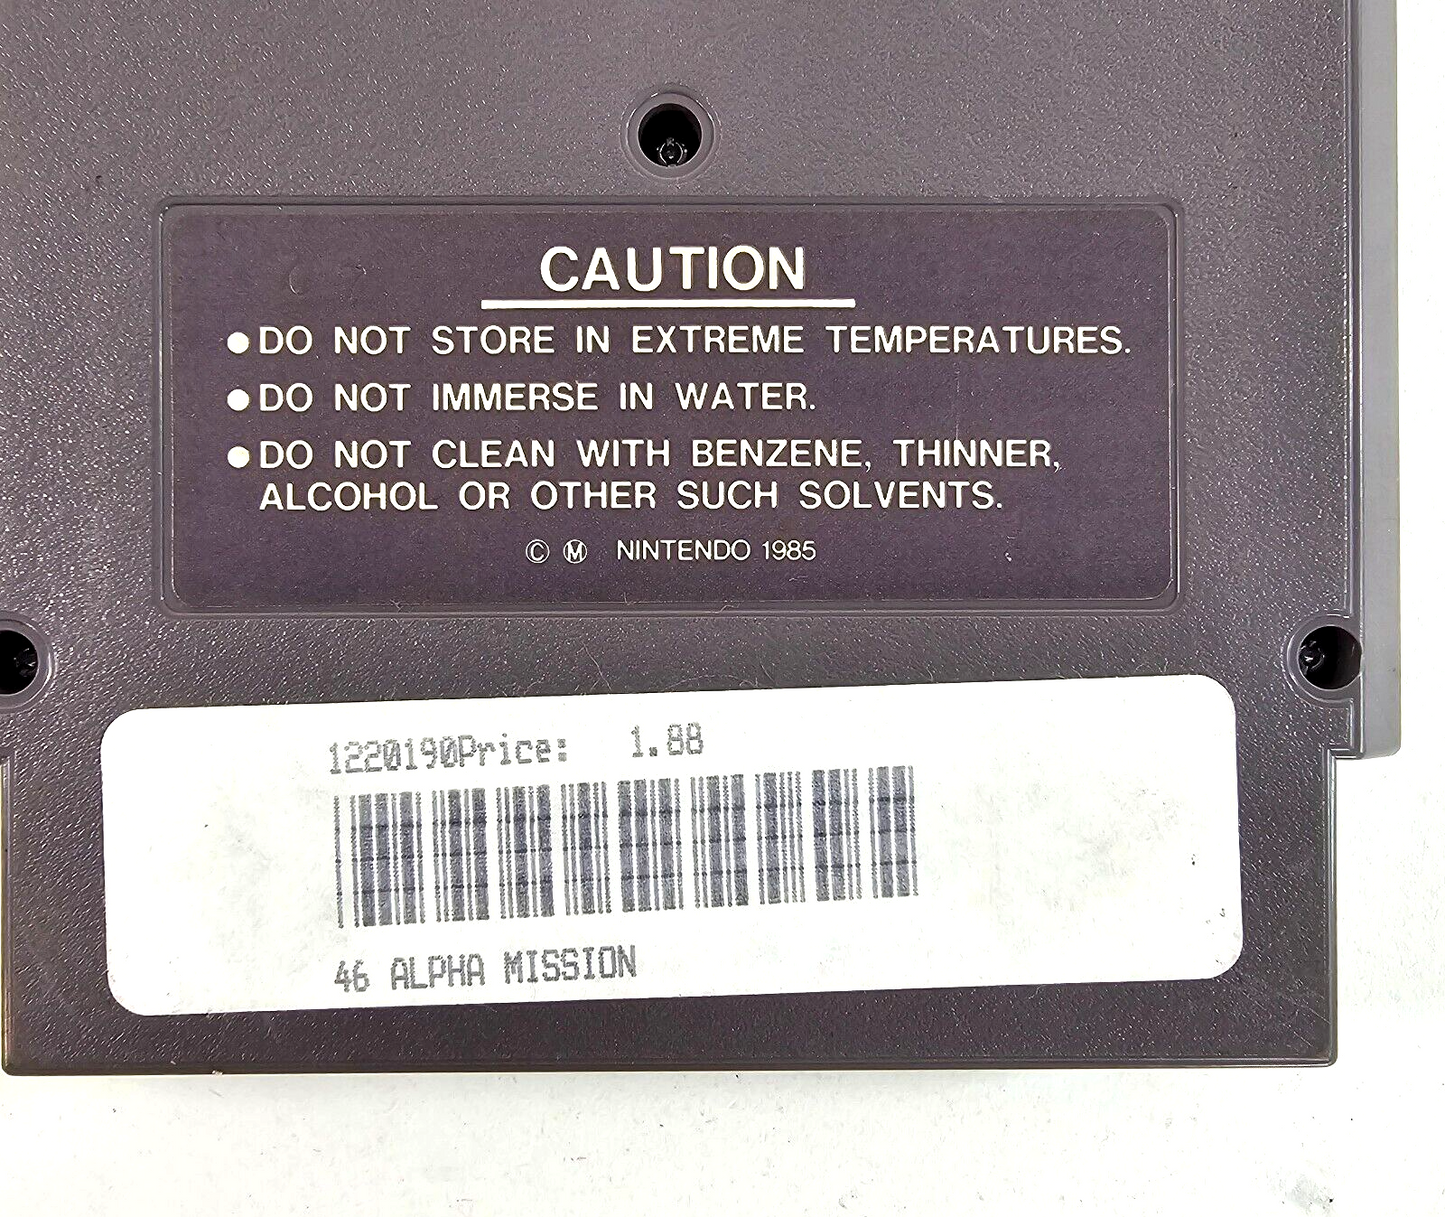 CAUTION
●DO NOT STORE IN EXTREME TEMPERATURES.
●DO NOT IMMERSE IN WATER.
●DO NOT CLEAN WITH BENZENE, THINNER,
ALCOHOL OR OTHER SUCH SOLVENTS.
© Ⓜ NINTENDO 1985
1220190Price: 1.88
46 ALPHA MISSION